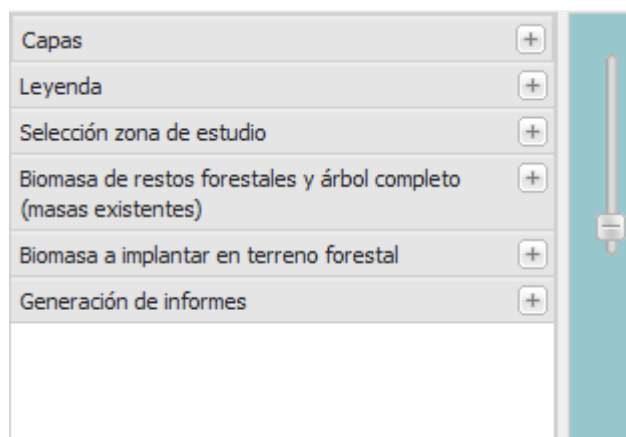 Capas
Leyenda
Selección zona de estudio
Biomasa de restos forestales y árbol completo
(masas existentes)
Biomasa a implantar en terreno forestal
Generación de informes